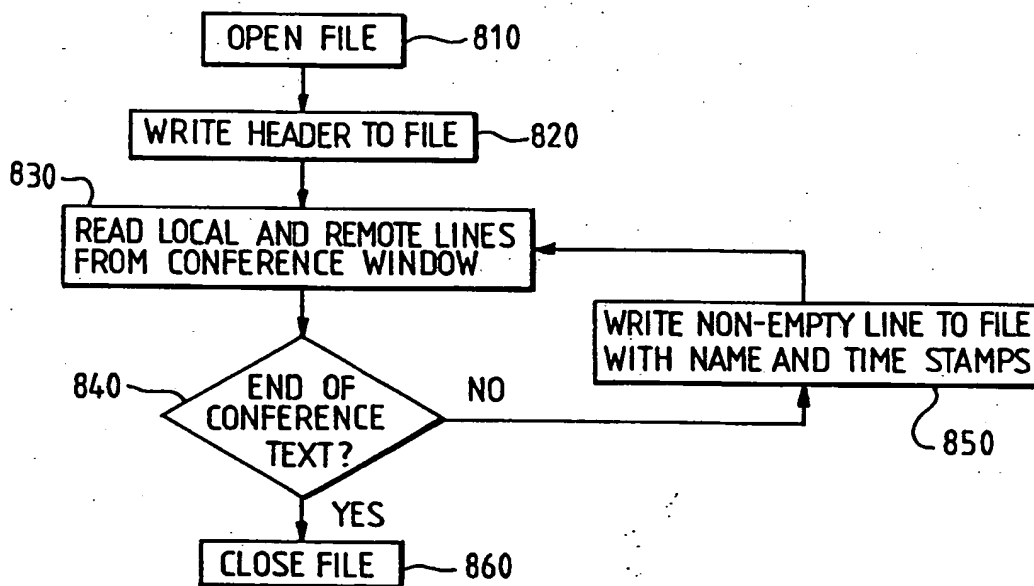 OPEN FILE
810
WRITE HEADER TO FILE
820
830
READ LOCAL AND REMOTE LINES
FROM CONFERENCE WINDOW
840
END OF
CONFERENCE
TEXT?
NO
WRITE NON-EMPTY LINE TO FILE
WITH NAME AND TIME STAMPS
850
YES
CLOSE FILE
860